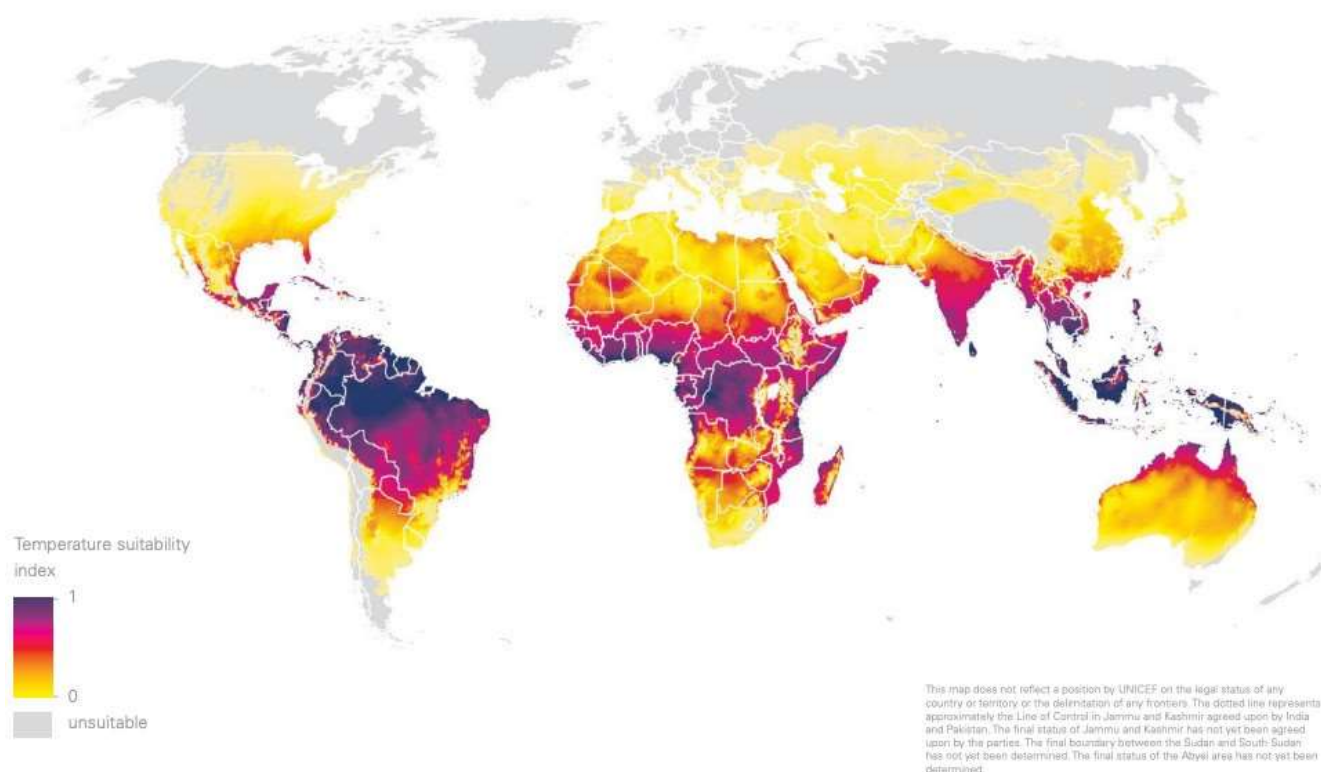 Temperature suitability
index
1
0
unsuitable
This map does not reflect a position by UNICEF on the legal status of any
country or territory or the delimitation of any frontiers. The dotted line represents
approximately the Line of Control in Jammu and Kashmir agreed upon by India
and Pakistan. The final status of Jammu and Kashmir has not yet been agreed
upon by the parties. The final boundary between the Sudan and South Sudan
has not yet been determined. The final status of the Abyei area has not yet been
determined.